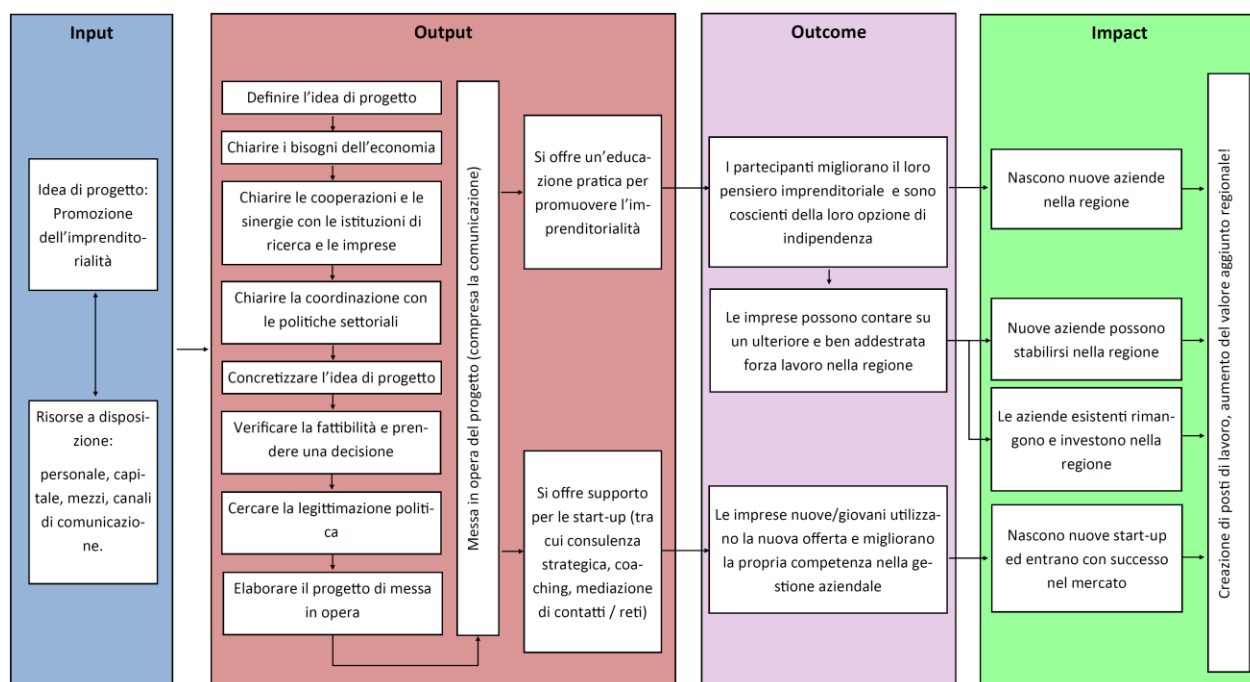 Input
Idea di progetto:
Promozione
dell’imprendito-
rialità
Risorse a disposi-
zione:
personale, capi-
tale, mezzi, canali
di comunicazio-
ne.
Output
Definire l’idea di progetto
Chiarire i bisogni dell’economia
Chiarire le cooperazioni e le
sinergie con le istituzioni di
ricerca e le imprese
Chiarire la coordinazione con
le politiche settoriali
Concretizzare l’idea di progetto
Verificare la fattibilità e pren-
dere una decisione
Cercare la legittimazione politi-
ca
Elaborare il progetto di messa
in opera
Messa in opera del progetto (compresa la comunicazione)
Si offre un’educa-
zione pratica per
promuovere l’im-
prenditorialità
Si offre supporto
per le start-up (tra
cui consulenza
strategica, coa-
ching, mediazione
di contatti / reti)
Outcome
I partecipanti migliorano il loro
pensiero imprenditoriale e sono
coscienti della loro opzione di
indipendenza
Le imprese possono contare su
un ulteriore e ben addestrata
forza lavoro nella regione
Le imprese nuove/giovani utilizza-
no la nuova offerta e migliorano
la propria competenza nella ge-
stione aziendale
Impact
Nascono nuove aziende
nella regione
Nuove aziende possono
stabilirsi nella regione
Le aziende esistenti riman-
gono e investono nella
regione
Nascono nuove start-up
ed entrano con successo
nel mercato
Creazione di posti di lavoro, aumento del valore aggiunto regionale!